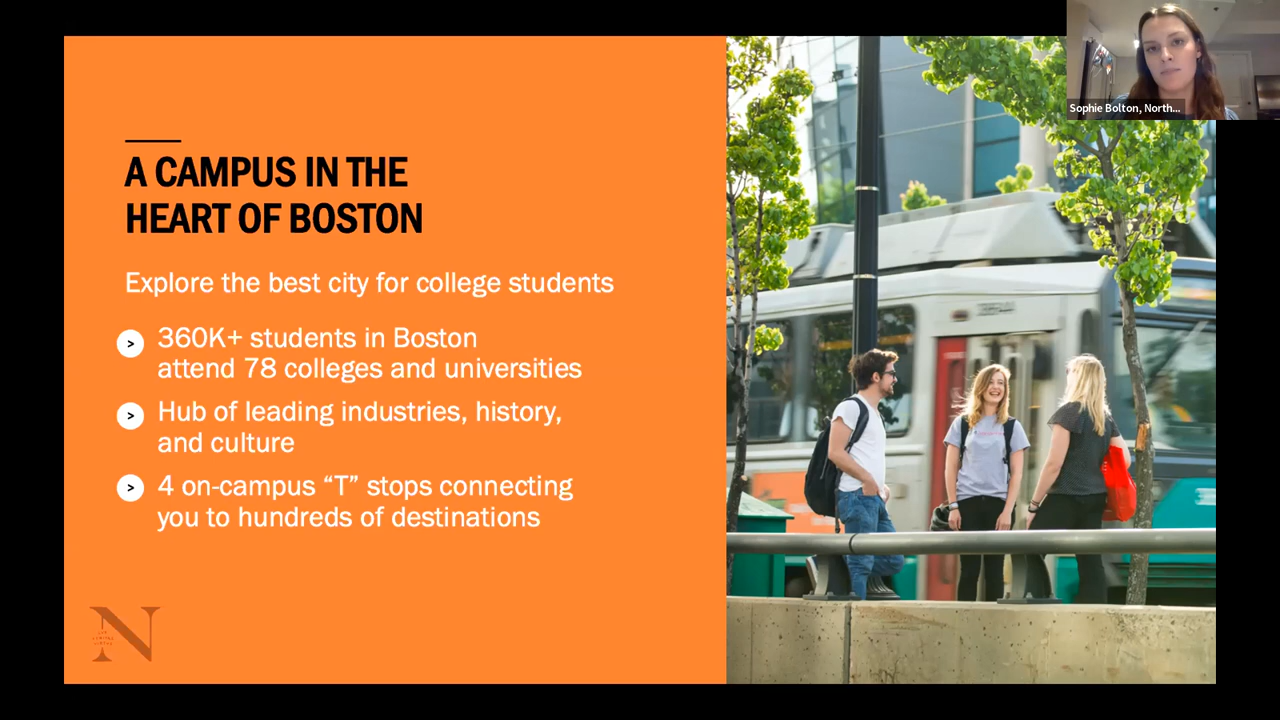 Sophie Bolton, North...
A CAMPUS IN THE
HEART OF BOSTON
Explore the best city for college students
> 360K+ students in Boston
attend 78 colleges and universities
> Hub of leading industries, history,
and culture
> 4 on-campus “T” stops connecting
you to hundreds of destinations
N